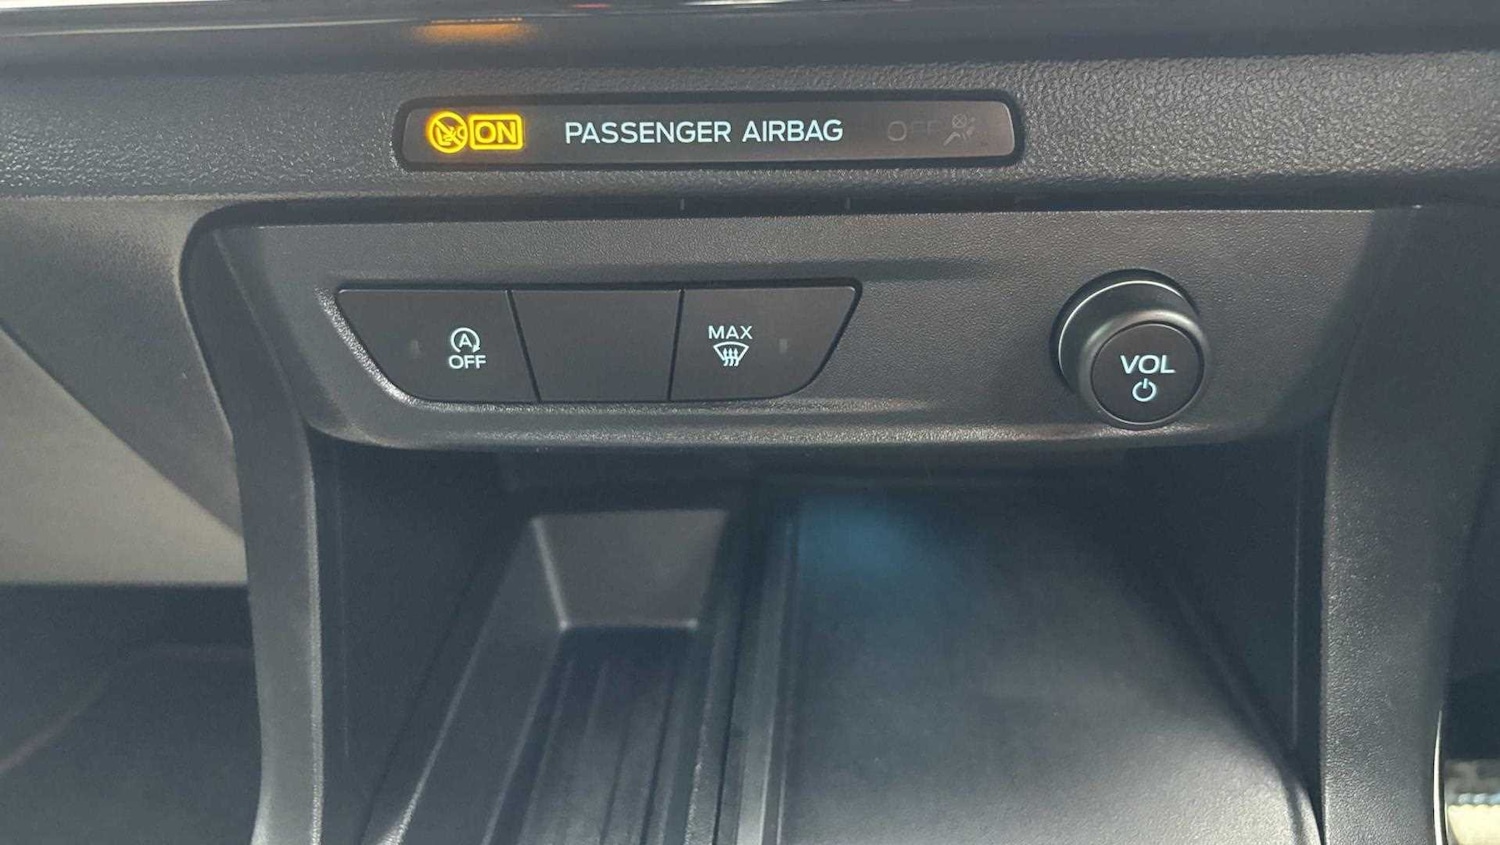 ON PASSENGER AIRBAG OFF
A
OFF
MAX
VOL